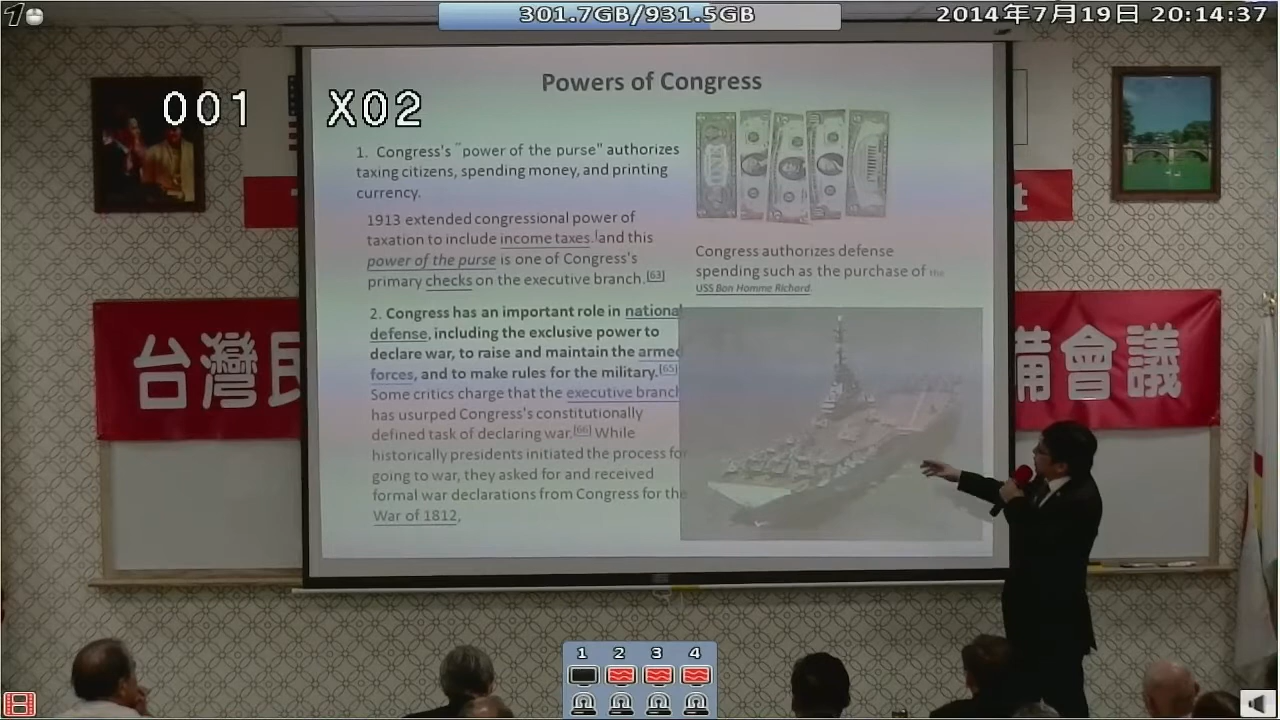 1
301.7GB/931.5GB
2014年7月19日 20:14:37
001 X02
Powers of Congress
1. Congress's "power of the purse" authorizes
taxing citizens, spending money, and printing
currency.
1913 extended congressional power of
taxation to include income taxes, and this
power of the purse is one of Congress's
primary checks on the executive branch.[63]
Congress authorizes defense
spending such as the purchase of the
USS Bon Homme Richard.
2. Congress has an important role in national
defense, including the exclusive power to
declare war, to raise and maintain the armed
forces, and to make rules for the military.[65]
Some critics charge that the executive branch
has usurped Congress's constitutionally
defined task of declaring war.[66] While
historically presidents initiated the process for
going to war, they asked for and received
formal war declarations from Congress for the
War of 1812,
t
台灣民
備會議
1 2 3 4